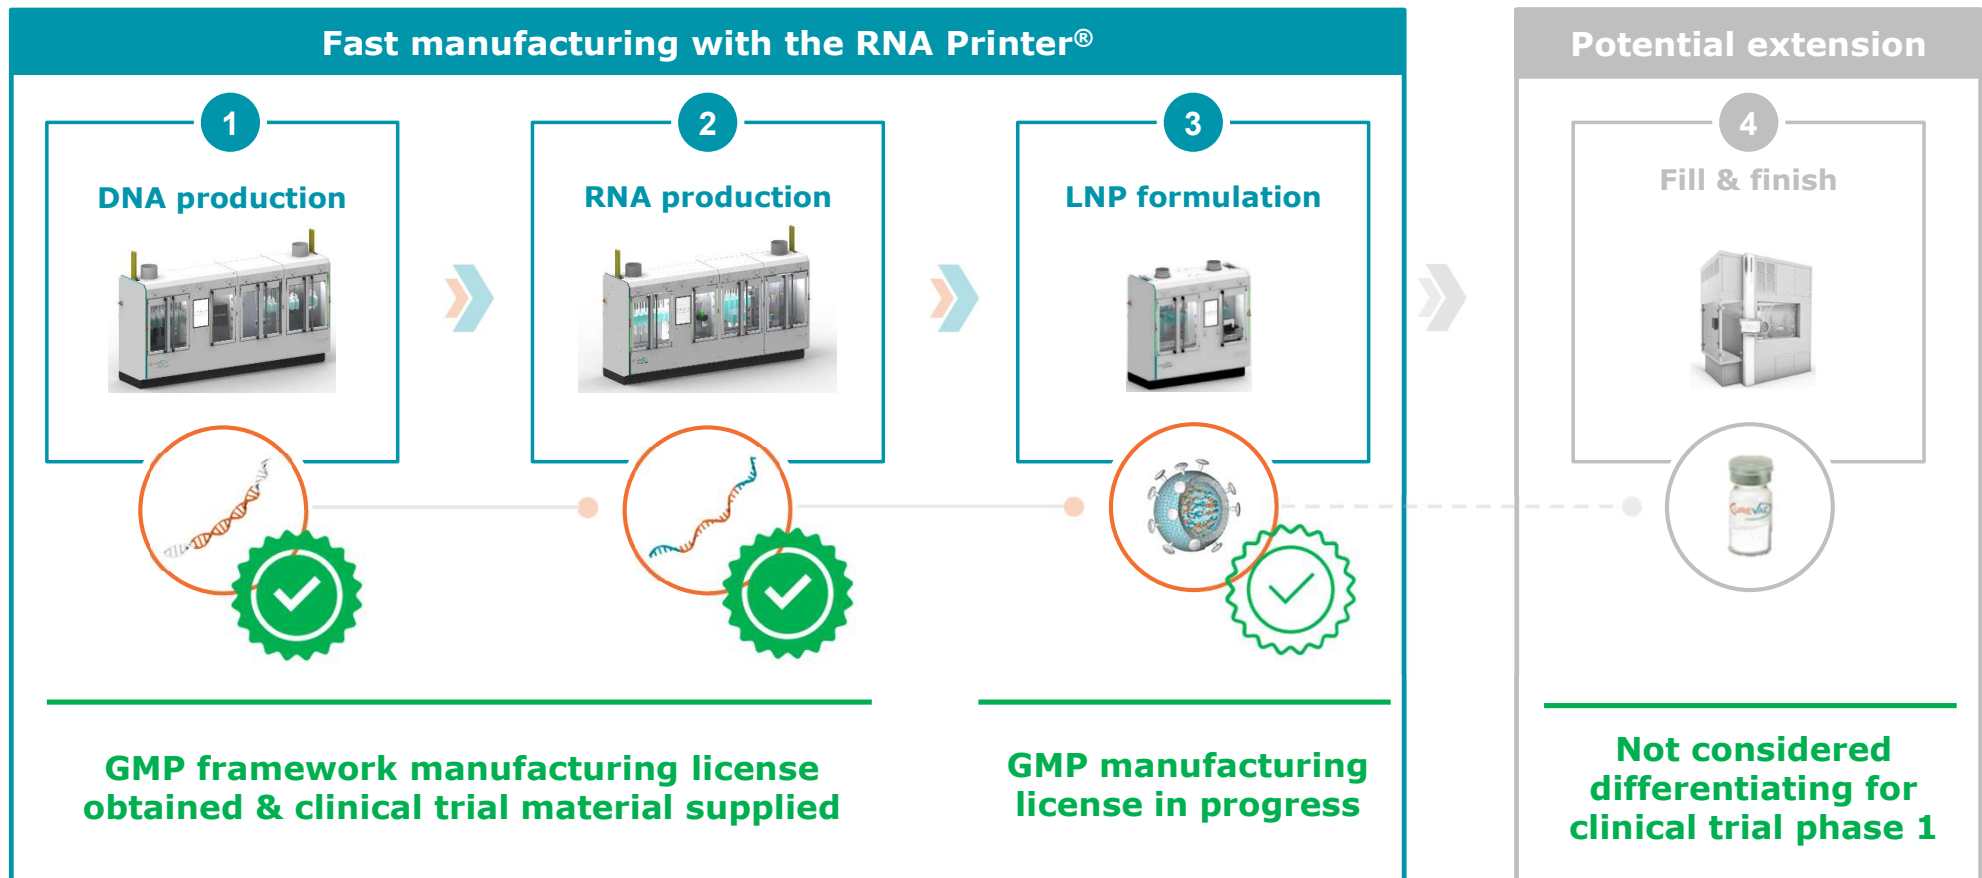 Fast manufacturing with the RNA Printer®
Potential extension
1
2
3
4
DNA production
RNA production
LNP formulation
Fill & finish
CUREVAC
GMP framework manufacturing license
obtained & clinical trial material supplied
GMP manufacturing
license in progress
Not considered
differentiating for
clinical trial phase 1